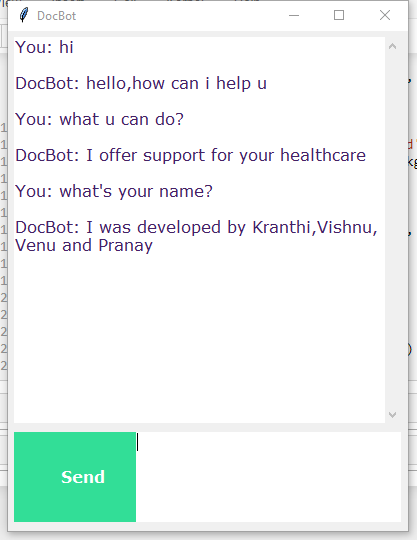 DocBot
You: hi
DocBot: hello,how can i help u
You: what u can do?
DocBot: I offer support for your healthcare
You: what's your name?
DocBot: I was developed by Kranthi,Vishnu,
Venu and Pranay
Send